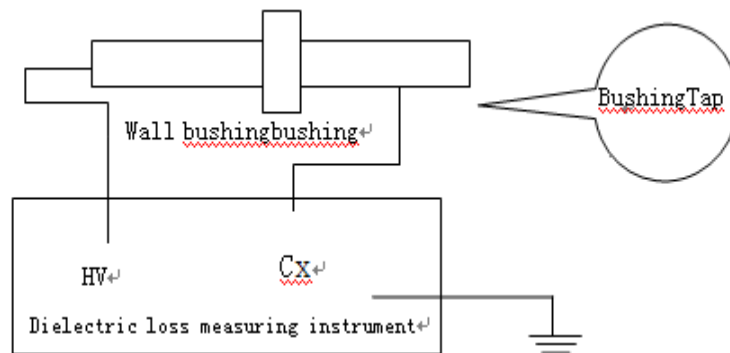 BushingTap
Wall bushingbushing↵
HV↵
Cx↵
Dielectric loss measuring instrument↵